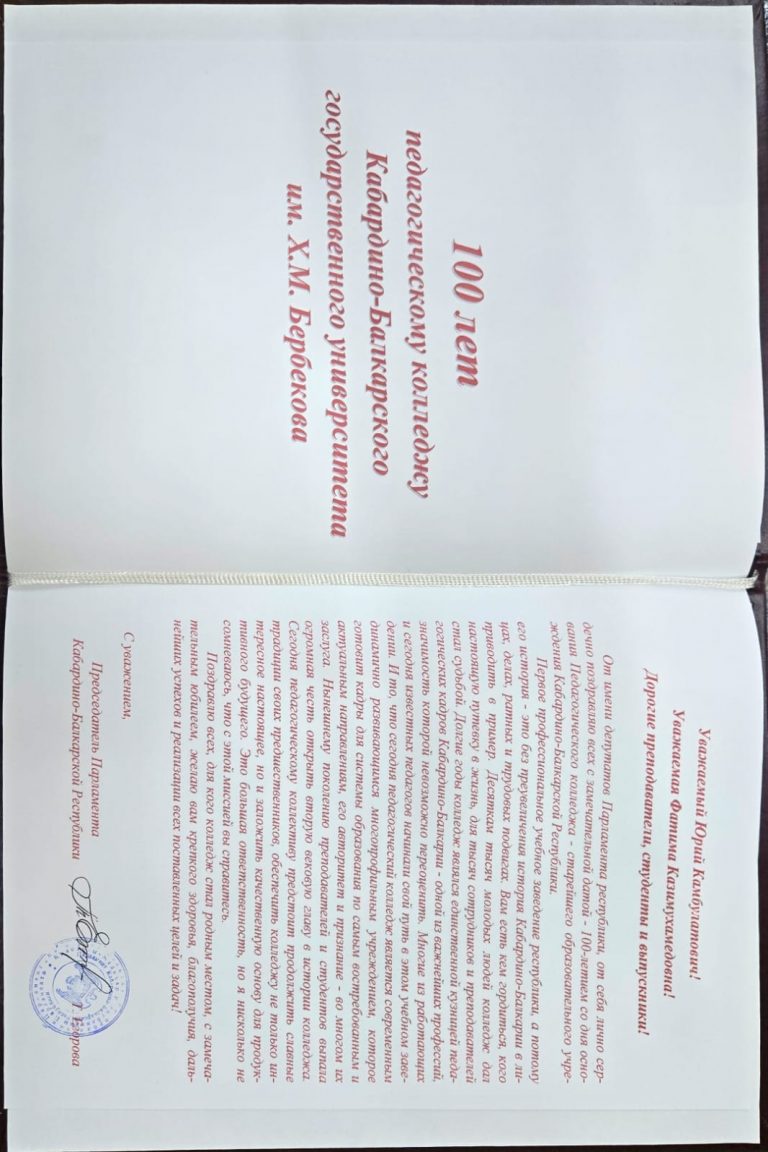 100 лет
педагогическому колледжу
Кабардино-Балкарского
государственного университета
им. Х.М. Бербекова
Уважаемый Юрий Камбулатович!
Уважаемая Фатима Казимухамедовна!
Дорогие преподаватели, студенты и выпускники!
От имени депутатов Парламента республики, от себя лично сер-
дечно поздравляю всех с замечательной датой - 100-летием со дня осно-
вания Педагогического колледжа - старейшего образовательного учре-
ждения Кабардино-Балкарской Республики.
Первое профессиональное учебное заведение республики, а потому
его история - это без преувеличения история Кабардино-Балкарии в ли-
цах, делах, ратных и трудовых подвигах. Вам есть кем гордиться, кого
приводить в пример. Десяткам тысяч молодых людей колледж дал
настоящую путевку в жизнь, для тысяч сотрудников и преподавателей
стал судьбой. Долгие годы колледж являлся единственной кузницей педа-
гогических кадров Кабардино-Балкарии - одной из важнейших профессий,
значимость которой невозможно переоценить. Многие из работающих
и сегодня известных педагогов начинали свой путь в этом учебном заве-
дении. И то, что сегодня педагогический колледж является современным
динамично развивающимся многопрофильным учреждением, которое
готовит кадры для системы образования по самым востребованным и
актуальным направлениям, его авторитет и признание - во многом их
заслуга. Нынешнему поколению преподавателей и студентов выпала
огромная честь открыть вторую вековую главу в истории колледжа.
Сегодня педагогическому коллективу предстоит продолжить славные
традиции своих предшественников, обеспечить колледжу не только ин-
тересное настоящее, но и заложить качественную основу для продук-
тивного будущего. Это большая ответственность, но я нисколько не
сомневаюсь, что с этой миссией вы справитесь.
Поздравляю всех, для кого колледж стал родным местом, с замеча-
тельным юбилеем, желаю вам крепкого здоровья, благополучия, даль-
нейших успехов и реализации всех поставленных целей и задач!
С уважением,
Председатель Парламента
Кабардино-Балкарской Республики Т. Егорова